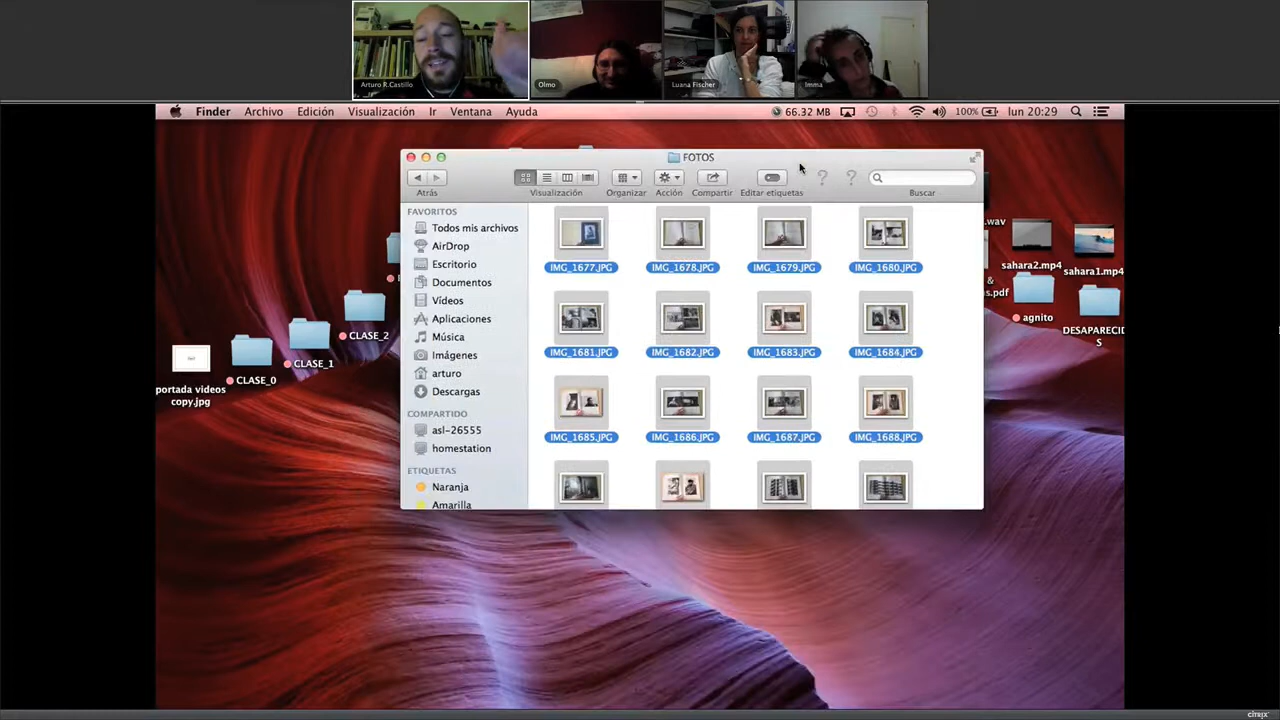 Arturo R.Castillo
Olmo
Luana Fischer
Imma
Finder Archivo Edición Visualización Ir Ventana Ayuda
66.32 MB 100% lun 20:29
FOTOS
Atrás Visualización Organizar Acción Compartir Editar etiquetas Buscar
Buscar
FAVORITOS
Todos mis archivos
AirDrop
Escritorio
Documentos
Vídeos
Aplicaciones
Música
Imágenes
arturo
Descargas
COMPARTIDO
asl-26555
homestation
ETIQUETAS
Naranja
Amarilla
IMG_1677.JPG IMG_1678.JPG IMG_1679.JPG IMG_1680.JPG
IMG_1681.JPG IMG_1682.JPG IMG_1683.JPG IMG_1684.JPG
IMG_1685.JPG IMG_1686.JPG IMG_1687.JPG IMG_1688.JPG
portada videos
copy.jpg
CLASE_0
CLASE_1
CLASE_2
.wav
sahara2.mp4
sahara1.mp4
&
s.pdf
agnito
DESAPARECID
S
CITRIX